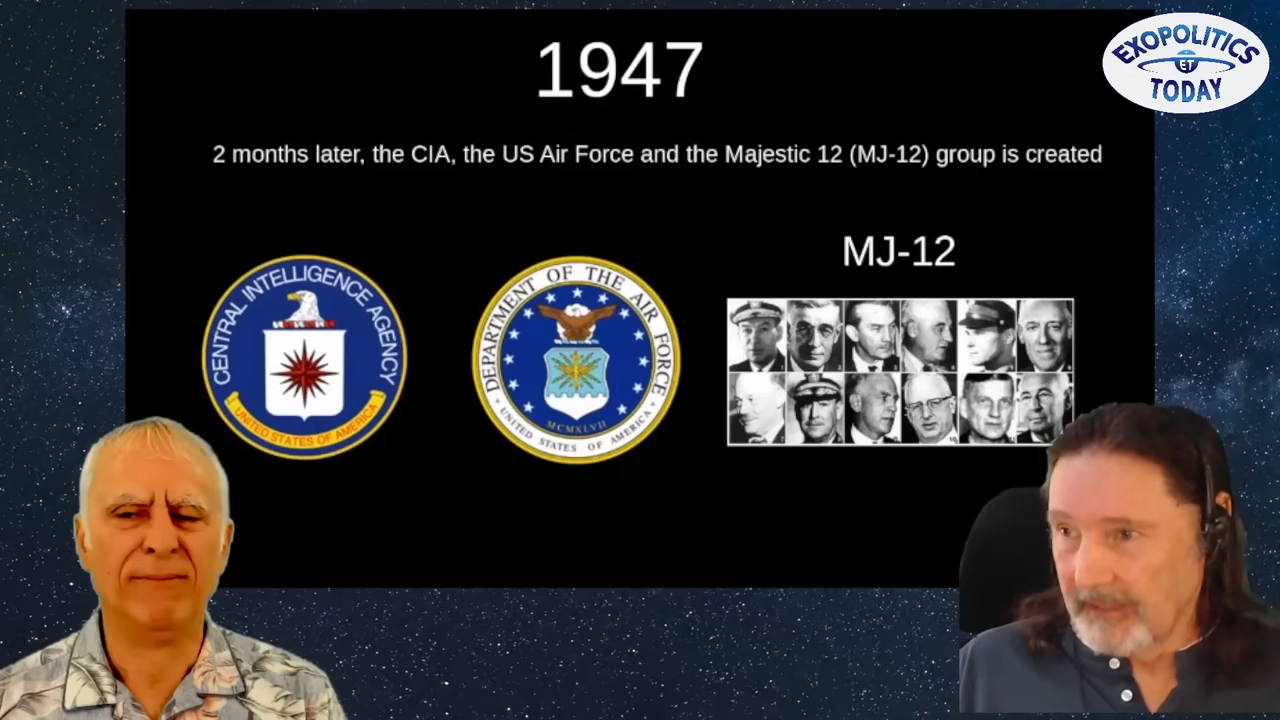 1947
EXOPOLITICS
ET
TODAY
2 months later, the CIA, the US Air Force and the Majestic 12 (MJ-12) group is created
MJ-12
CENTRAL INTELLIGENCE AGENCY
UNITED STATES OF AMERICA
DEPARTMENT OF THE AIR FORCE
MCMXLVII
UNITED STATES OF AMERICA